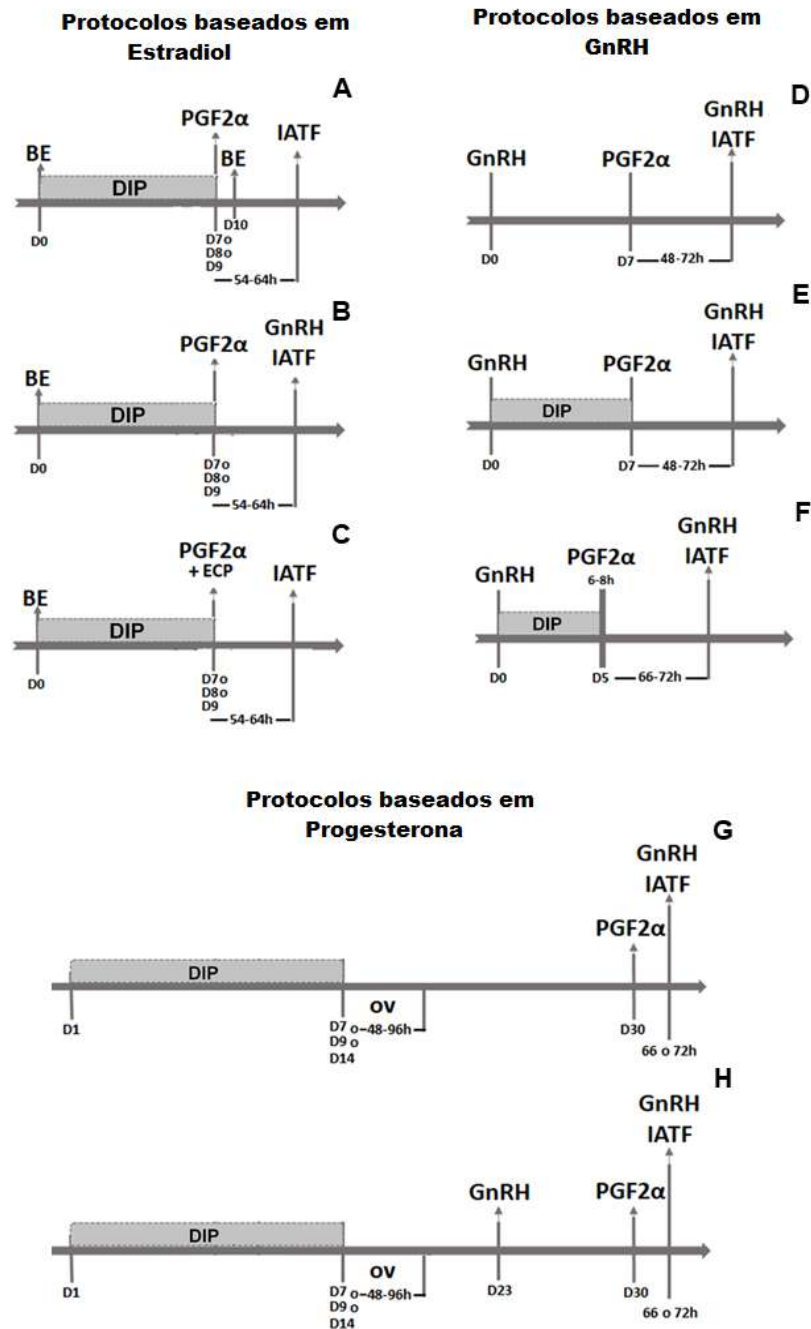 Protocolos baseados em
Estradiol
A
BE
PGF2α
BE
IATF
DIP
D0
D10
D7 o
D8 o
D9
54-64h
B
BE
PGF2α
GnRH
IATF
DIP
D0
D7 o
D8 o
D9
54-64h
C
BE
PGF2α
+ ECP
IATF
DIP
D0
D7 o
D8 o
D9
54-64h
Protocolos baseados em
GnRH
D
GnRH
PGF2α
GnRH
IATF
D0
D7
48-72h
E
GnRH
PGF2α
GnRH
IATF
DIP
D0
D7
48-72h
F
GnRH
PGF2α
6-8h
GnRH
IATF
DIP
D0
D5
66-72h
Protocolos baseados em
Progesterona
G
GnRH
IATF
PGF2α
DIP
OV
D1
D7 o
D9 o
D14
48-96h
D30
66 o 72h
H
GnRH
IATF
GnRH
PGF2α
DIP
OV
D1
D7 o
D9 o
D14
48-96h
D23
D30
66 o 72h